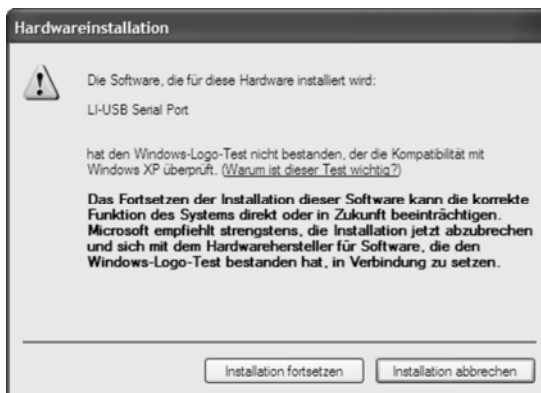 Hardwareinstallation
Die Software, die für diese Hardware installiert wird:
LI-USB Serial Port
hat den Windows-Logo-Test nicht bestanden, der die Kompatibilität mit
Windows XP überprüft. (Warum ist dieser Test wichtig?)
Das Fortsetzen der Installation dieser Software kann die korrekte
Funktion des Systems direkt oder in Zukunft beeinträchtigen.
Microsoft empfiehlt strengstens, die Installation jetzt abzubrechen
und sich mit dem Hardwarehersteller für Software, die den
Windows-Logo-Test bestanden hat, in Verbindung zu setzen.
Installation fortsetzen
Installation abbrechen